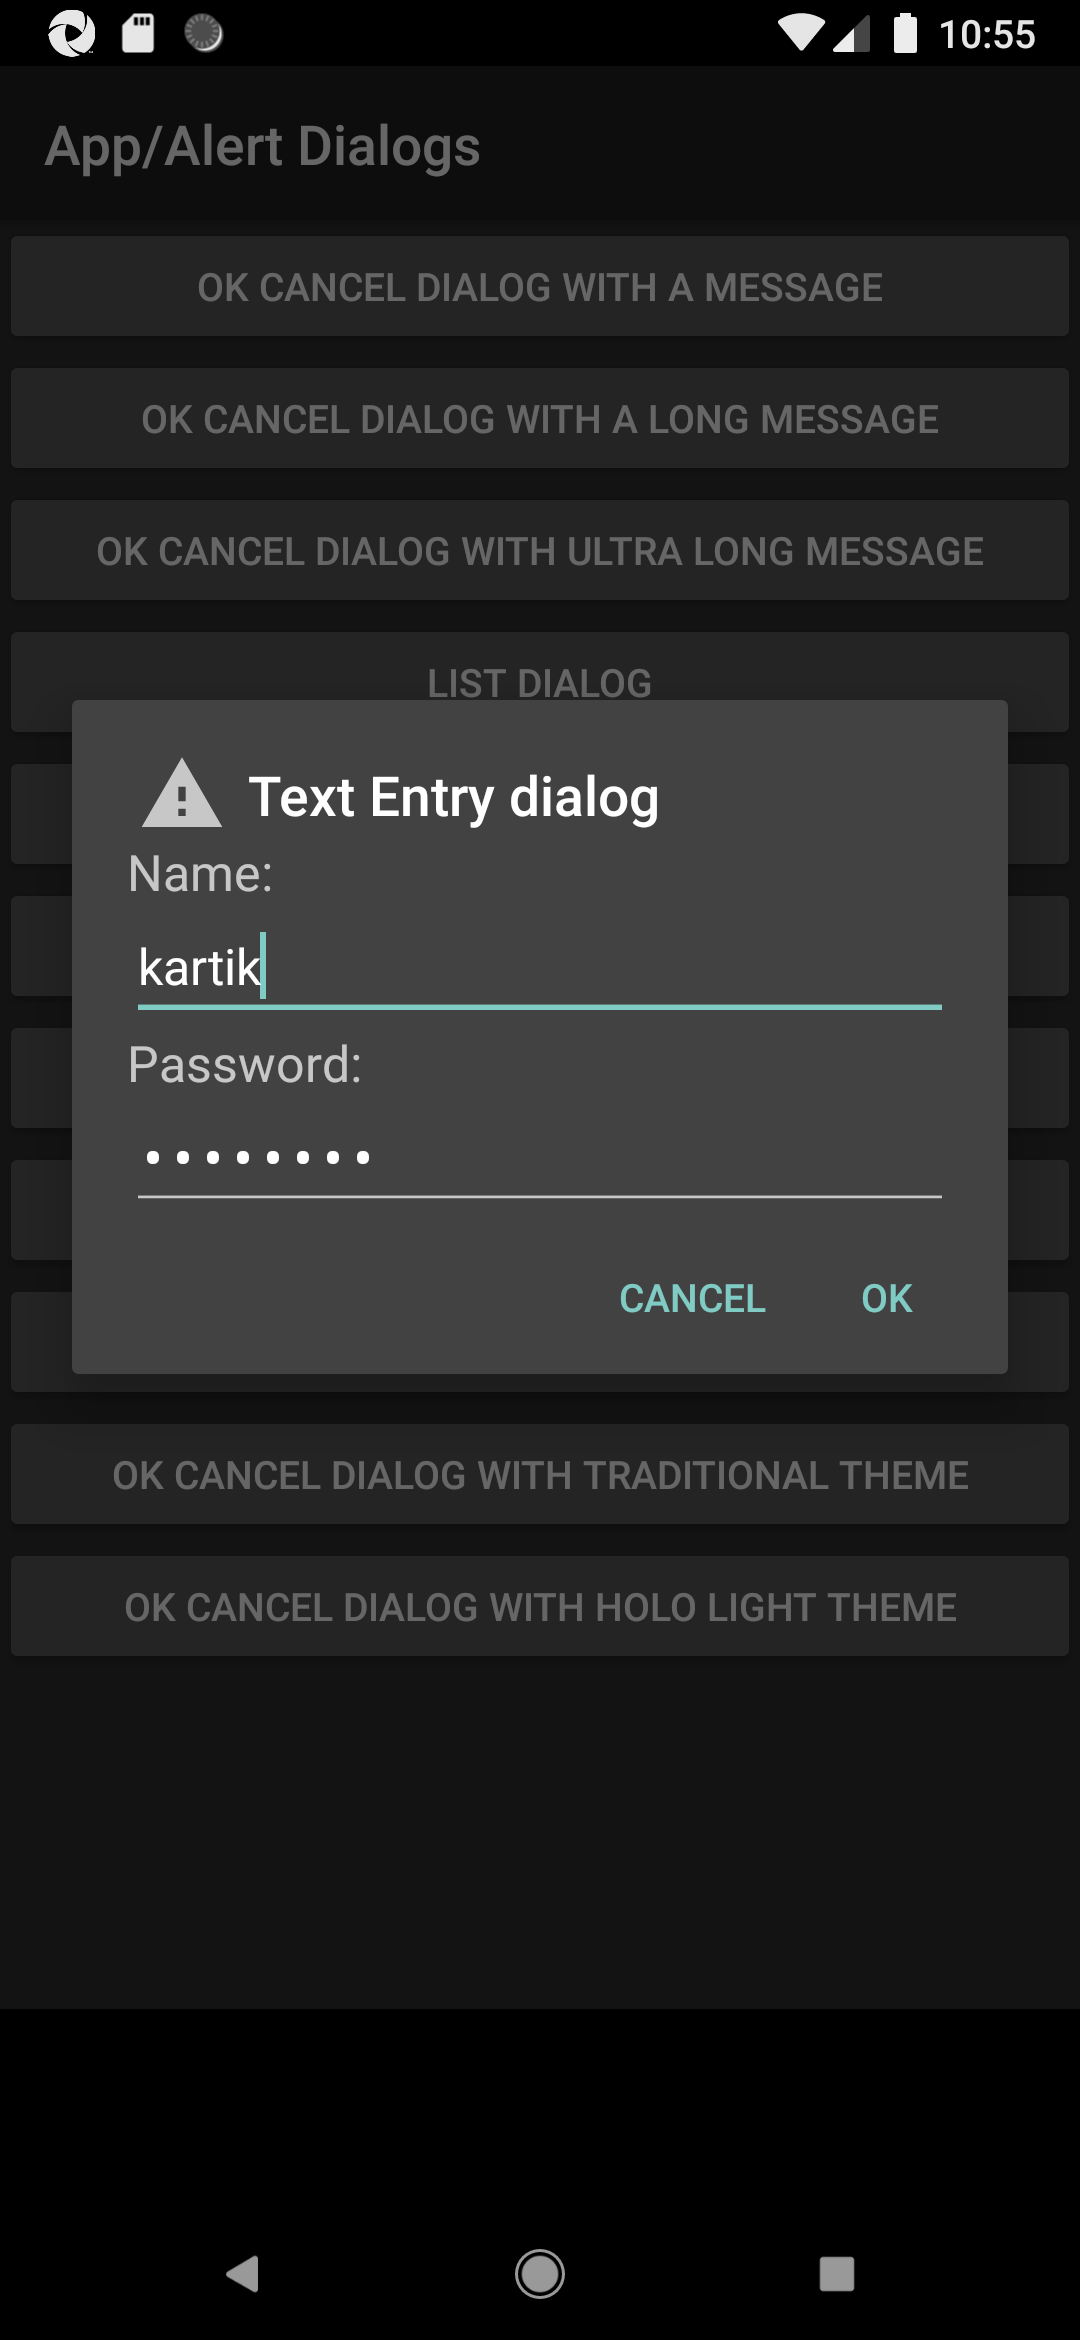 10:55
App/Alert Dialogs
OK CANCEL DIALOG WITH A MESSAGE
OK CANCEL DIALOG WITH A LONG MESSAGE
OK CANCEL DIALOG WITH ULTRA LONG MESSAGE
LIST DIALOG
Text Entry dialog
Name:
kartik
Password:
••••••••
CANCEL OK
OK CANCEL DIALOG WITH TRADITIONAL THEME
OK CANCEL DIALOG WITH HOLO LIGHT THEME